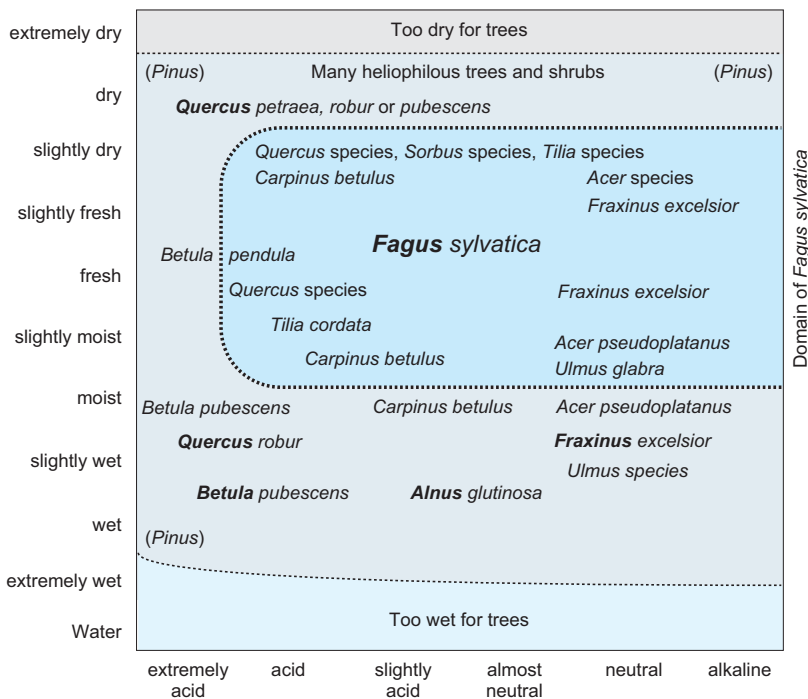 extremely dry
Too dry for trees
(Pinus)
Many heliophilous trees and shrubs
(Pinus)
dry
Quercus petraea, robur or pubescens
slightly dry
Quercus species, Sorbus species, Tilia species
Carpinus betulus
Acer species
slightly fresh
Fraxinus excelsior
Betula pendula
Fagus sylvatica
fresh
Quercus species
Fraxinus excelsior
Tilia cordata
slightly moist
Carpinus betulus
Acer pseudoplatanus
Ulmus glabra
Domain of Fagus sylvatica
moist
Betula pubescens
Carpinus betulus
Acer pseudoplatanus
Quercus robur
Fraxinus excelsior
slightly wet
Ulmus species
Betula pubescens
Alnus glutinosa
wet
(Pinus)
extremely wet
Too wet for trees
Water
extremely
acid
acid
slightly
acid
almost
neutral
neutral
alkaline